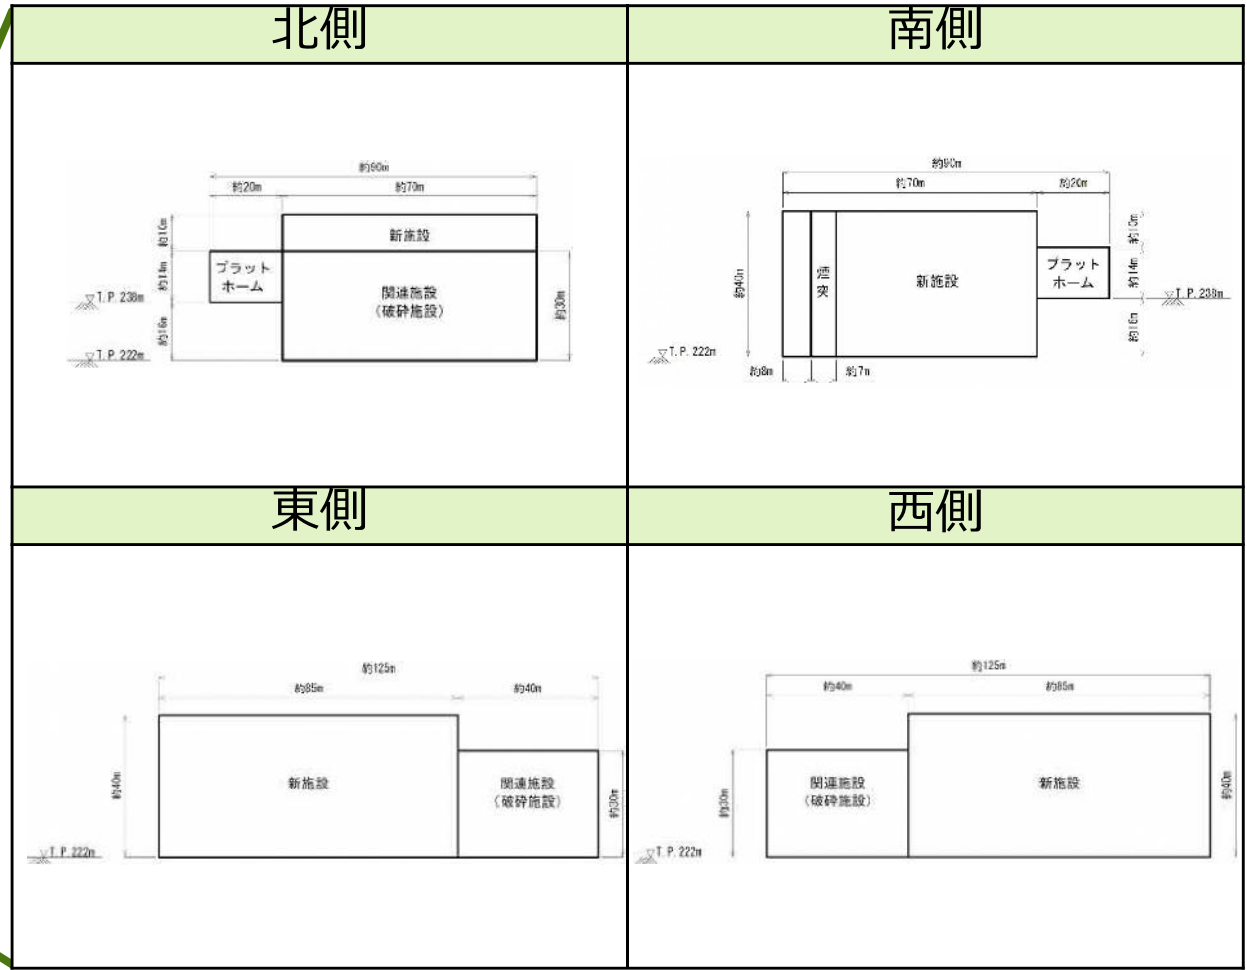 北側
南側
約90m
約20m
約70m
約10m
新施設
プラット
ホーム
約14m
関連施設
(破砕施設)
約30m
T.P.238m
約16m
T.P.222m
約90m
約70m
約20m
約10m
プラット
ホーム
約14m
煙
突
新施設
約40m
T.P.238m
約16m
T.P.222m
約8m
約7m
東側
西側
約125m
約85m
約40m
新施設
関連施設
(破砕施設)
約40m
約30m
T.P.222m
約125m
約40m
約85m
関連施設
(破砕施設)
新施設
約30m
約40m
T.P.222m